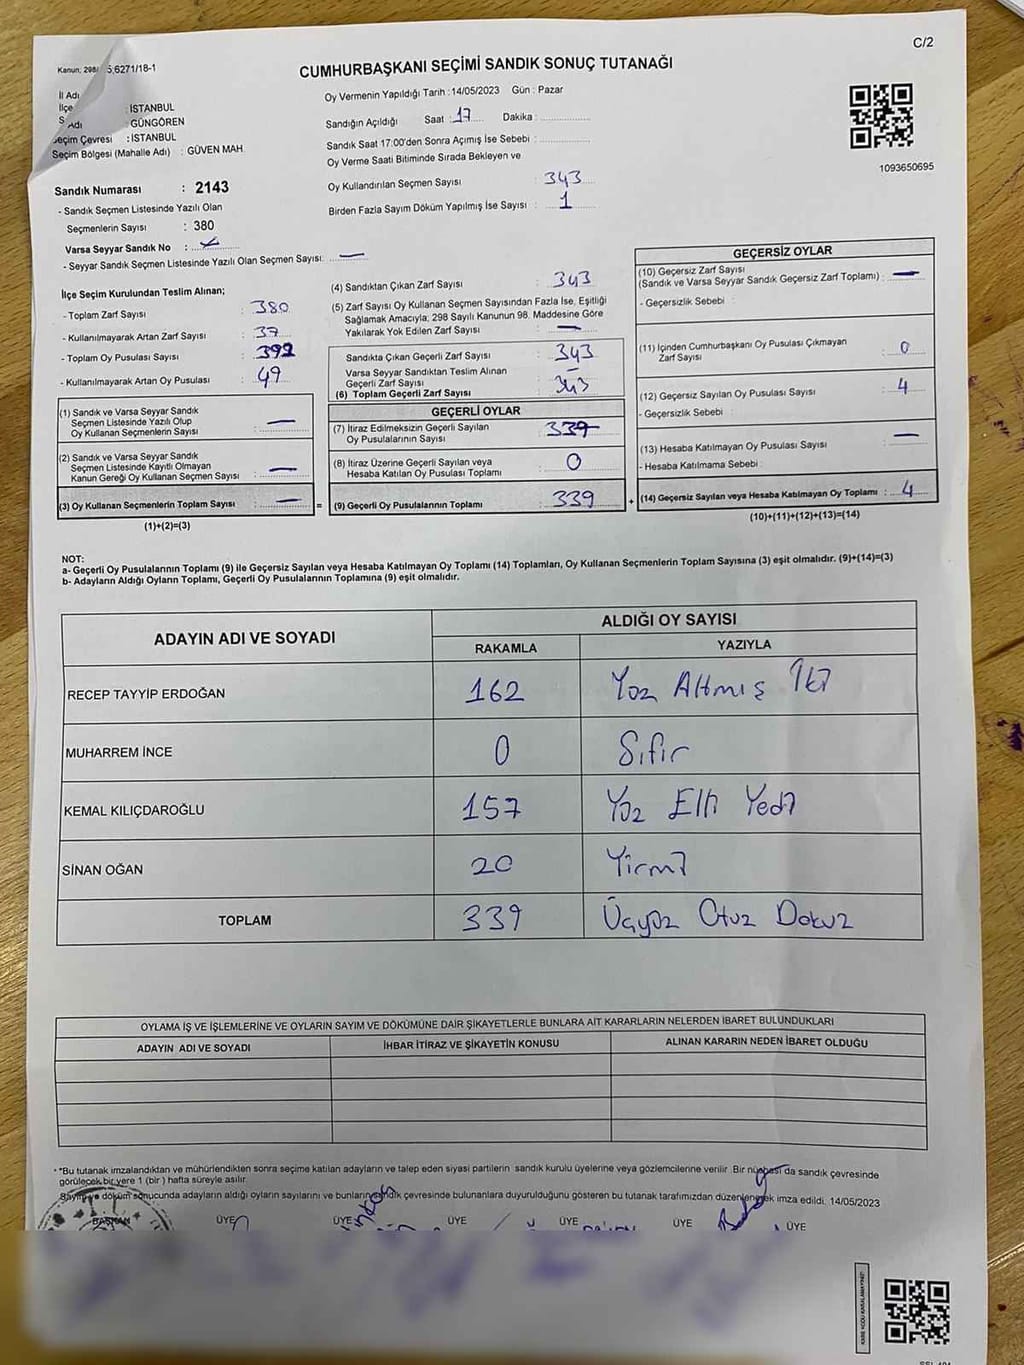 C/2
Kanun; 298/ 5,6271/18-1
CUMHURBAŞKANI SEÇİMİ SANDIK SONUÇ TUTANAĞI
İl Adı : İSTANBUL
İlçe : GÜNGÖREN
Seçim Çevresi : İSTANBUL
Seçim Bölgesi (Mahalle Adı) : GÜVEN MAH.
Sandık Numarası : 2143
- Sandık Seçmen Listesinde Yazılı Olan
Seçmenlerin Sayısı : 380
Varsa Seyyar Sandık No :
- Seyyar Sandık Seçmen Listesinde Yazılı Olan Seçmen Sayısı: —
Oy Vermenin Yapıldığı Tarih : 14/05/2023 Gün : Pazar
Sandığın Açıldığı Saat : 17 Dakika :
Sandık Saat 17:00'den Sonra Açımış İse Sebebi :
Oy Verme Saati Bitiminde Sırada Bekleyen ve
Oy Kullandırılan Seçmen Sayısı : 343
Birden Fazla Sayım Döküm Yapılmış İse Sayısı : 1
1093650695
İlçe Seçim Kurulundan Teslim Alınan;
- Toplam Zarf Sayısı : 380
- Kullanılmayarak Artan Zarf Sayısı : 37
- Toplam Oy Pusulası Sayısı : 392
- Kullanılmayarak Artan Oy Pusulası : 49
(1) Sandık ve Varsa Seyyar Sandık
Seçmen Listesinde Yazılı Olup
Oy Kullanan Seçmenlerin Sayısı : —
(2) Sandık ve Varsa Seyyar Sandık
Seçmen Listesinde Kayıtlı Olmayan
Kanun Gereği Oy Kullanan Seçmen Sayısı : —
(3) Oy Kullanan Seçmenlerin Toplam Sayısı : — =
(1)+(2)=(3)
(4) Sandıktan Çıkan Zarf Sayısı : 343
(5) Zarf Sayısı Oy Kullanan Seçmen Sayısından Fazla İse, Eşitliği
Sağlamak Amacıyla; 298 Sayılı Kanunun 98. Maddesine Göre
Yakılarak Yok Edilen Zarf Sayısı : —
Sandıkta Çıkan Geçerli Zarf Sayısı : 343
Varsa Seyyar Sandıktan Teslim Alınan
Geçerli Zarf Sayısı : —
(6) Toplam Geçerli Zarf Sayısı : 343
GEÇERLİ OYLAR
(7) İtiraz Edilmeksizin Geçerli Sayılan
Oy Pusulalarının Sayısı : 339
(8) İtiraz Üzerine Geçerli Sayılan veya
Hesaba Katılan Oy Pusulası Toplamı : 0
(9) Geçerli Oy Pusulalarının Toplamı : 339 +
GEÇERSİZ OYLAR
(10) Geçersiz Zarf Sayısı
(Sandık ve Varsa Seyyar Sandık Geçersiz Zarf Toplamı) : —
- Geçersizlik Sebebi :
(11) İçinden Cumhurbaşkanı Oy Pusulası Çıkmayan
Zarf Sayısı : 0
(12) Geçersiz Sayılan Oy Pusulası Sayısı : 4
- Geçersizlik Sebebi :
(13) Hesaba Katılmayan Oy Pusulası Sayısı : —
- Hesaba Katılmama Sebebi :
(14) Geçersiz Sayılan veya Hesaba Katılmayan Oy Toplamı : 4
(10)+(11)+(12)+(13)=(14)
NOT:
a- Geçerli Oy Pusulalarının Toplamı (9) ile Geçersiz Sayılan veya Hesaba Katılmayan Oy Toplamı (14) Toplamları, Oy Kullanan Seçmenlerin Toplam Sayısına (3) eşit olmalıdır. (9)+(14)=(3)
b- Adayların Aldığı Oyların Toplamı, Geçerli Oy Pusulalarının Toplamına (9) eşit olmalıdır.
ADAYIN ADI VE SOYADI ALDIĞI OY SAYISI
RAKAMLA YAZIYLA
RECEP TAYYİP ERDOĞAN 162 Yüz Altmış İki
MUHARREM İNCE 0 Sıfır
KEMAL KILIÇDAROĞLU 157 Yüz Elli Yedi
SİNAN OĞAN 20 Yirmi
TOPLAM 339 Üçyüz Otuz Dokuz
OYLAMA İŞ VE İŞLEMLERİNE VE OYLARIN SAYIM VE DÖKÜMÜNE DAİR ŞİKAYETLERLE BUNLARA AİT KARARLARIN NELERDEN İBARET BULUNDUKLARI
ADAYIN ADI VE SOYADI İHBAR İTİRAZ VE ŞİKAYETİN KONUSU ALINAN KARARIN NEDEN İBARET OLDUĞU
*Bu tutanak imzalandıktan ve mühürlendikten sonra seçime katılan adayların ve talep eden siyasi partilerin sandık kurulu üyelerine veya gözlemcilerine verilir. Bir nüshası da sandık çevresinde
görülecek bir yere 1 (bir) hafta süreyle asılır.
Sayım ve döküm sonucunda adayların aldığı oyların sayılarını ve bunların sandık çevresinde bulunanlara duyurulduğunu gösteren bu tutanak tarafımızdan düzenlenerek imza edildi. 14/05/2023
BAŞKAN ÜYE ÜYE ÜYE ÜYE ÜYE ÜYE